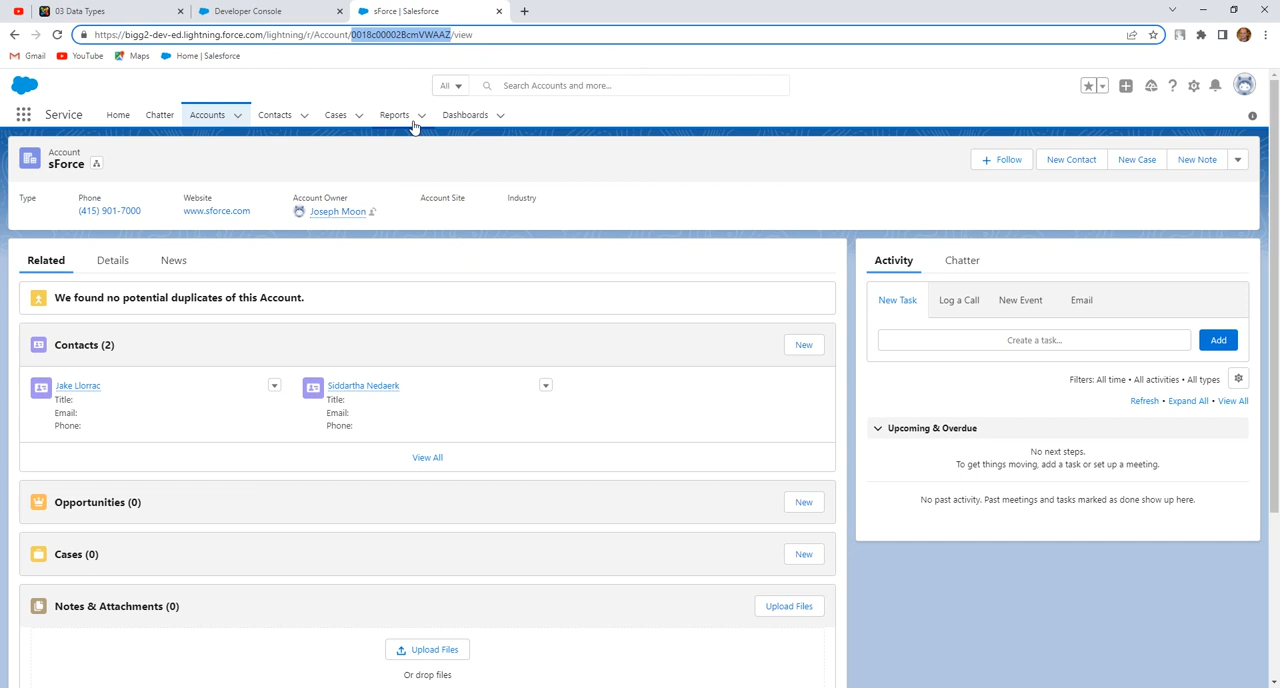 03 Data Types
Developer Console
sForce | Salesforce
https://bigg2-dev-ed.lightning.force.com/lightning/r/Account/0018c00002BcmVWAAZ/view
Gmail
YouTube
Maps
Home | Salesforce
All
Search Accounts and more...
Service
Home
Chatter
Accounts
Contacts
Cases
Reports
Dashboards
Account
sForce
Follow
New Contact
New Case
New Note
Type
Phone
Website
Account Owner
Account Site
Industry
(415) 901-7000
www.sforce.com
Joseph Moon
Related
Details
News
We found no potential duplicates of this Account.
Contacts (2)
New
Jake Llorrac
Title:
Email:
Phone:
Siddartha Nedaerk
Title:
Email:
Phone:
View All
Opportunities (0)
New
Cases (0)
New
Notes & Attachments (0)
Upload Files
Upload Files
Or drop files
Activity
Chatter
New Task
Log a Call
New Event
Email
Create a task...
Add
Filters: All time • All activities • All types
Refresh • Expand All • View All
Upcoming & Overdue
No next steps.
To get things moving, add a task or set up a meeting.
No past activity. Past meetings and tasks marked as done show up here.